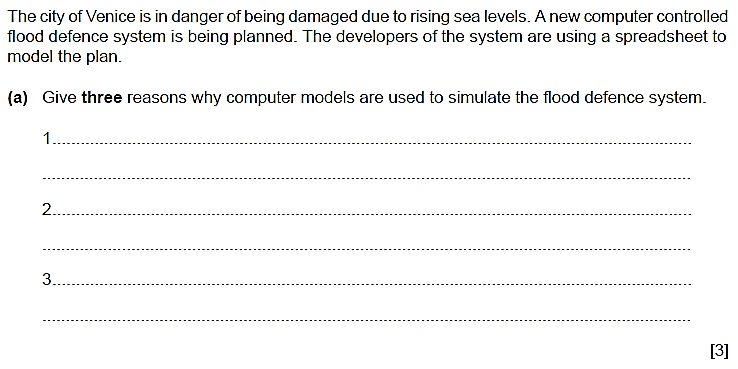 The city of Venice is in danger of being damaged due to rising sea levels. A new computer controlled
flood defence system is being planned. The developers of the system are using a spreadsheet to
model the plan.
(a) Give three reasons why computer models are used to simulate the flood defence system.
1
2
3
[3]